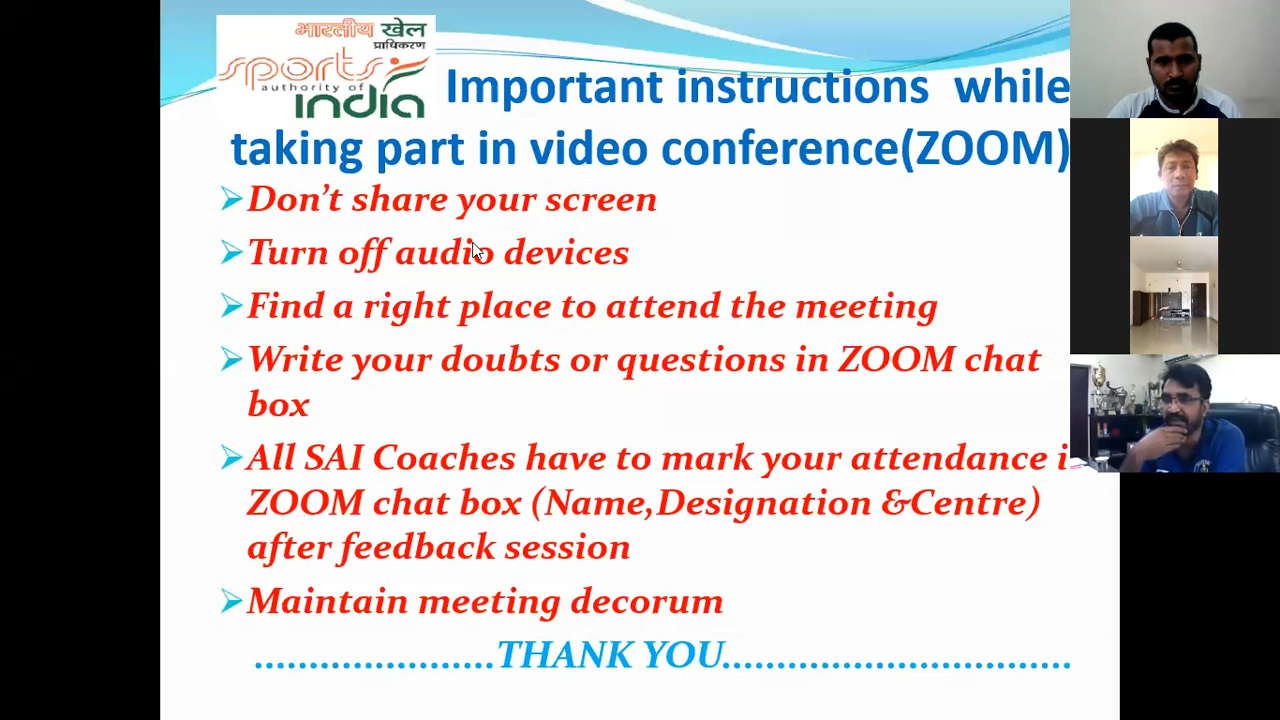 भारतीय खेल
प्राधिकरण
sports
authority of
india
Important instructions while
taking part in video conference(ZOOM)
Don't share your screen
Turn off audio devices
Find a right place to attend the meeting
Write your doubts or questions in ZOOM chat
box
All SAI Coaches have to mark your attendance i
ZOOM chat box (Name,Designation &Centre)
after feedback session
Maintain meeting decorum
.....................THANK YOU................................